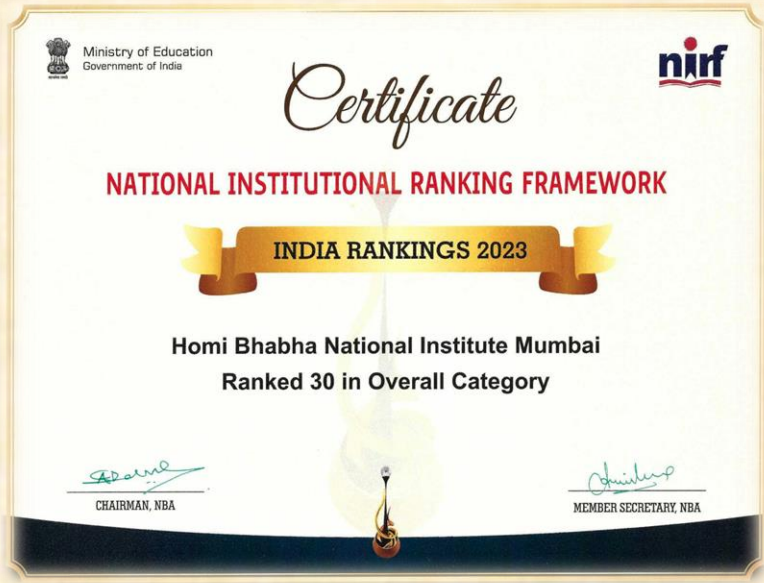 Ministry of Education
Government of India
nirf
Certificate
NATIONAL INSTITUTIONAL RANKING FRAMEWORK
INDIA RANKINGS 2023
Homi Bhabha National Institute Mumbai
Ranked 30 in Overall Category
CHAIRMAN, NBA
MEMBER SECRETARY, NBA